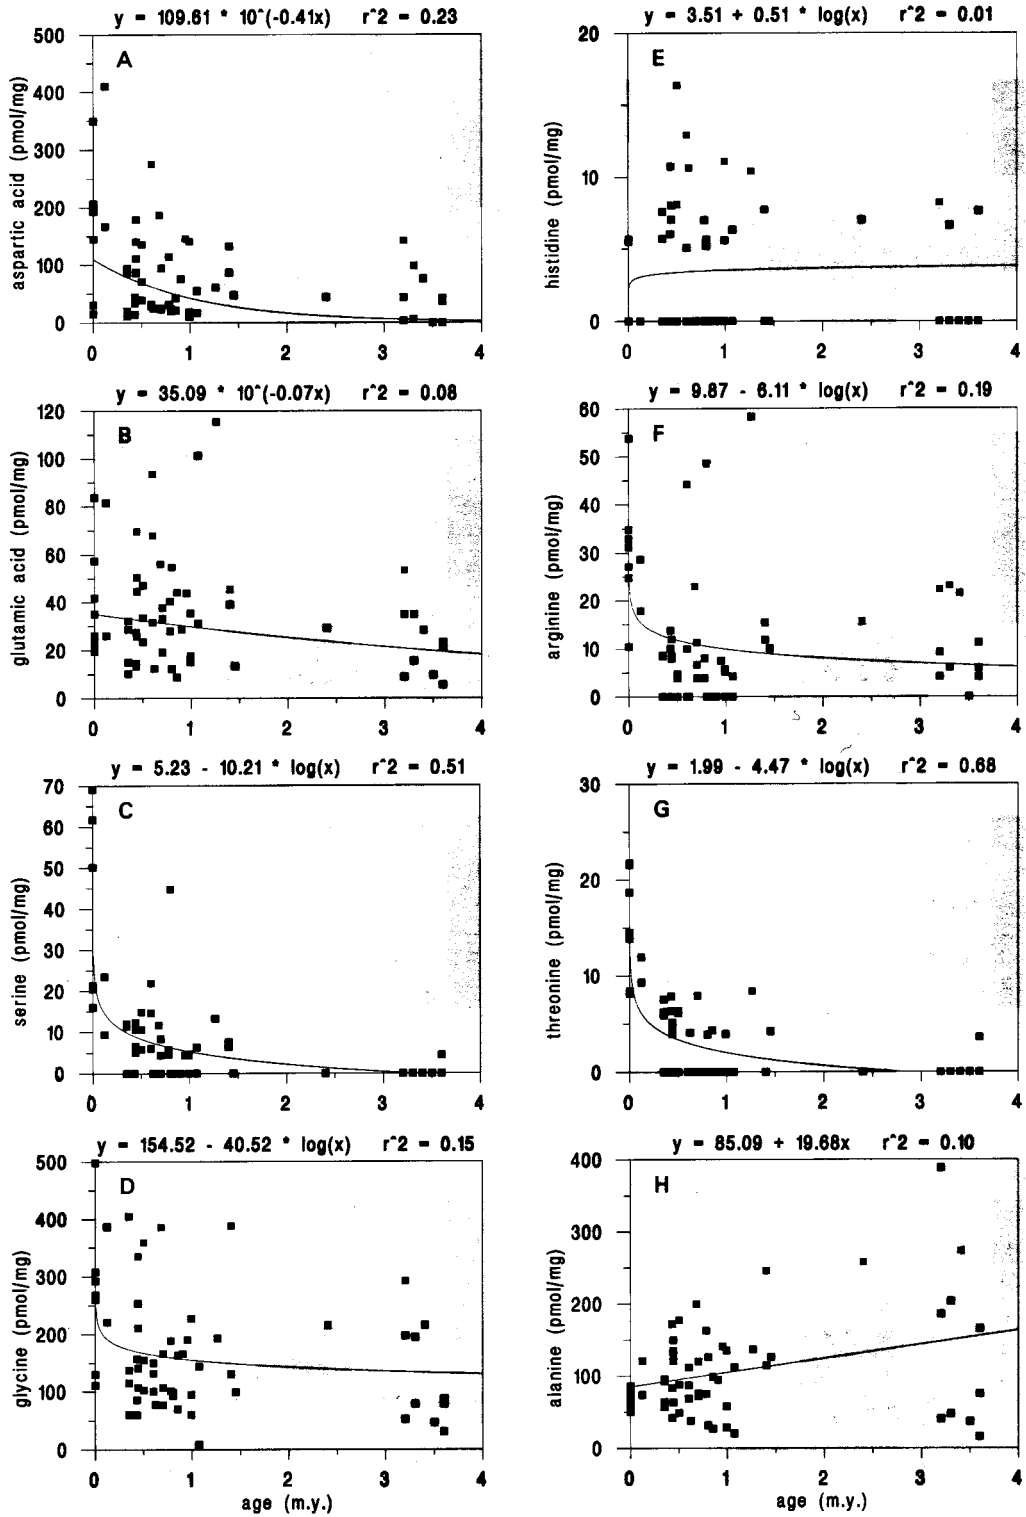 y = 109.61 * 10^(-0.41x) r^2 = 0.23
A
aspartic acid (pmol/mg)
500
400
300
200
100
0
0 1 2 3 4
y = 3.51 + 0.51 * log(x) r^2 = 0.01
E
histidine (pmol/mg)
20
10
0
0 1 2 3 4
y = 35.09 * 10^(-0.07x) r^2 = 0.08
B
glutamic acid (pmol/mg)
120
100
80
60
40
20
0
0 1 2 3 4
y = 9.87 - 6.11 * log(x) r^2 = 0.19
F
arginine (pmol/mg)
60
50
40
30
20
10
0
0 1 2 3 4
y = 5.23 - 10.21 * log(x) r^2 = 0.51
C
serine (pmol/mg)
70
60
50
40
30
20
10
0
0 1 2 3 4
y = 1.99 - 4.47 * log(x) r^2 = 0.68
G
threonine (pmol/mg)
30
20
10
0
0 1 2 3 4
y = 154.52 - 40.52 * log(x) r^2 = 0.15
D
glycine (pmol/mg)
500
400
300
200
100
0
0 1 2 3 4
age (m.y.)
y = 85.09 + 19.68x r^2 = 0.10
H
alanine (pmol/mg)
400
300
200
100
0
0 1 2 3 4
age (m.y.)